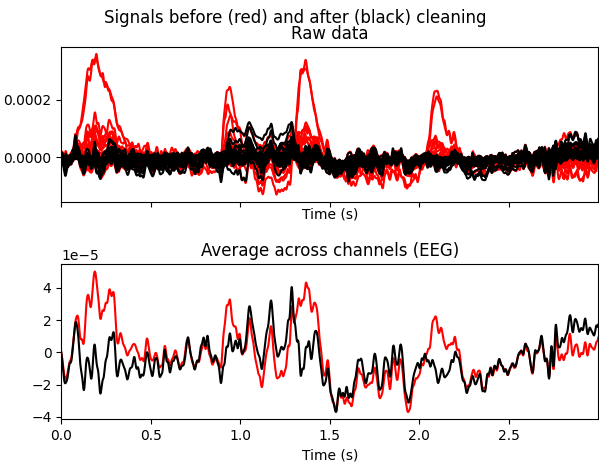 Signals before (red) and after (black) cleaning
Raw data
0.0002
0.0000
Time (s)
Average across channels (EEG)
1e−5
4
2
0
−2
−4
0.0 0.5 1.0 1.5 2.0 2.5
Time (s)